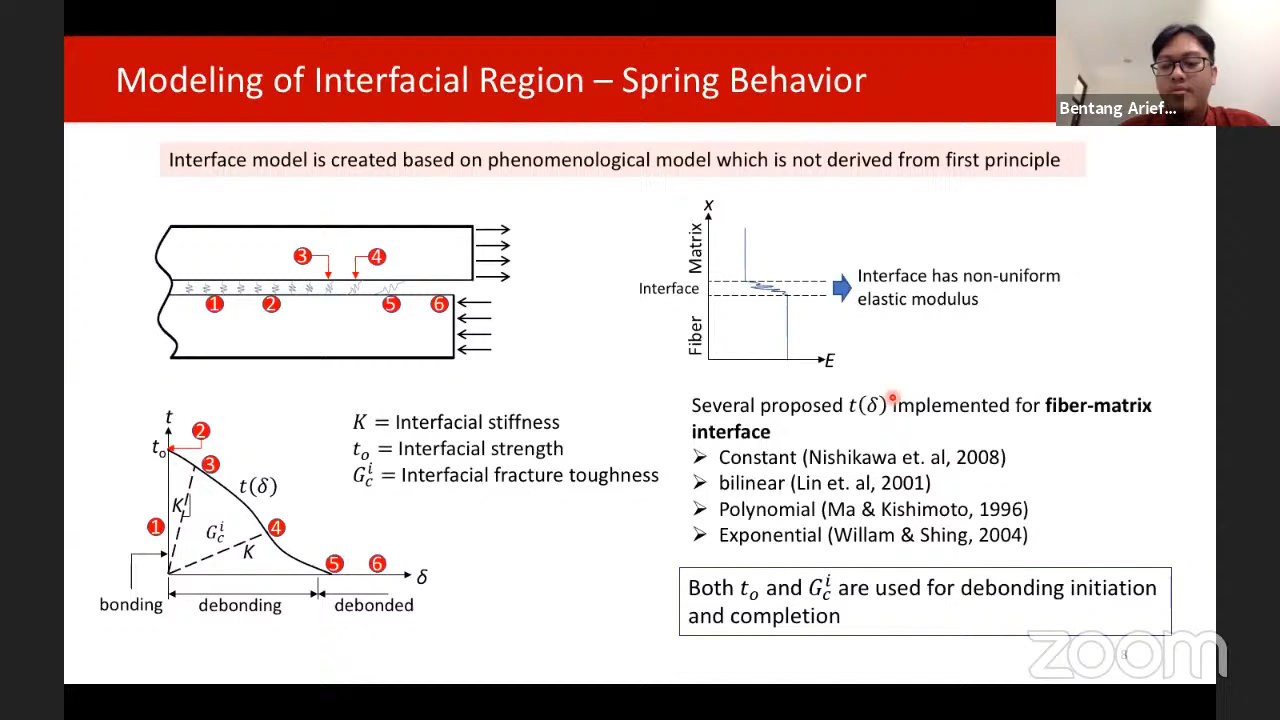 Modeling of Interfacial Region – Spring Behavior
Bentang Arief...
Interface model is created based on phenomenological model which is not derived from first principle
3
4
1
2
5
6
x
Matrix
Interface
Fiber
E
Interface has non-uniform
elastic modulus
t
t₀
2
3
t(δ)
K
1
Gᶜⁱ
4
K
5
6
δ
bonding
debonding
debonded
K = Interfacial stiffness
tₒ = Interfacial strength
G_c^i = Interfacial fracture toughness
Several proposed t(δ) implemented for fiber-matrix
interface
➢ Constant (Nishikawa et. al, 2008)
➢ bilinear (Lin et. al, 2001)
➢ Polynomial (Ma & Kishimoto, 1996)
➢ Exponential (Willam & Shing, 2004)
Both tₒ and G_c^i are used for debonding initiation
and completion
zoom
8